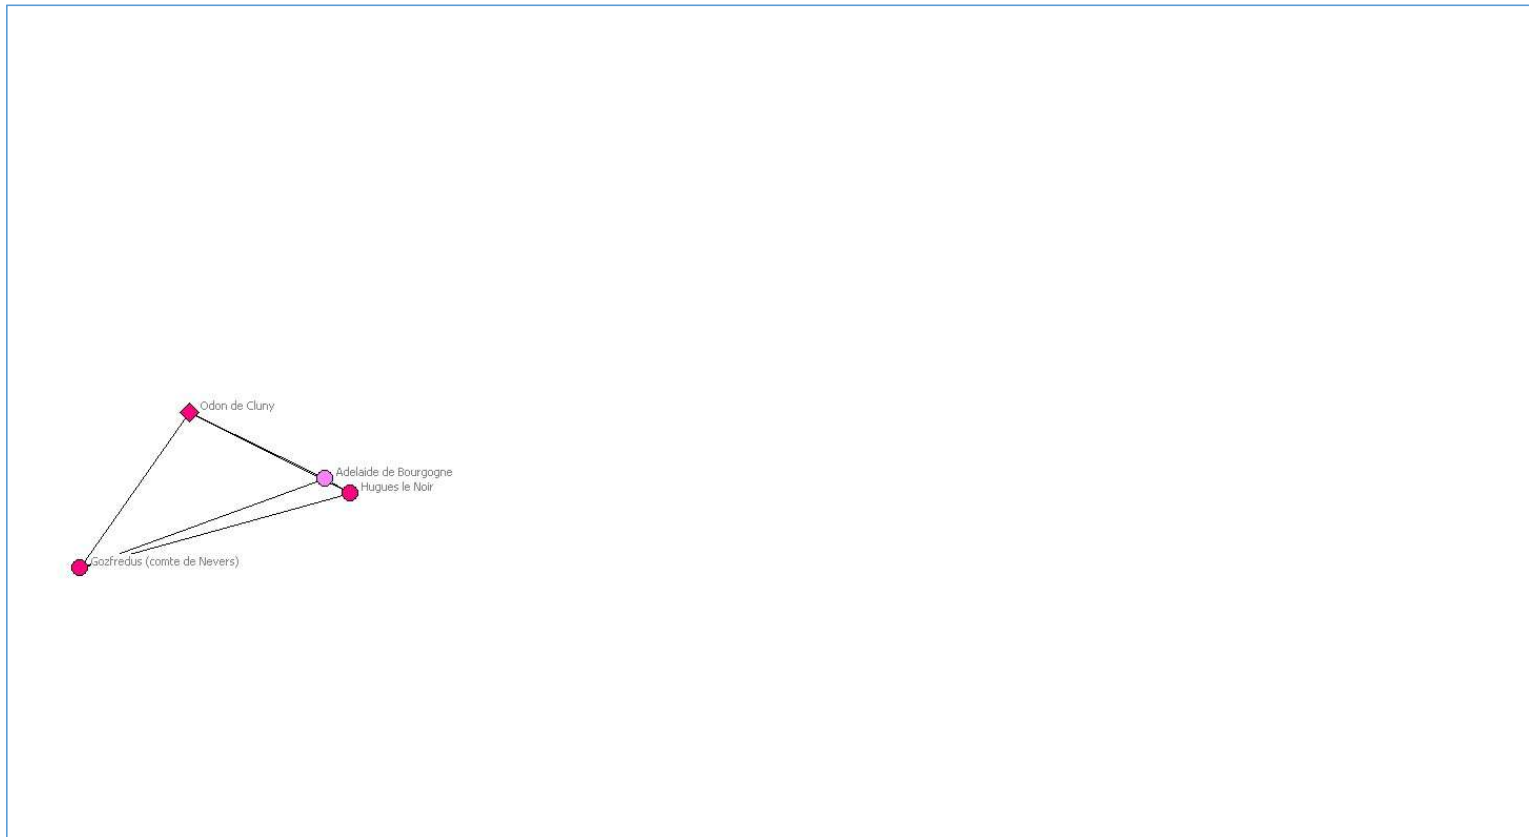 Odon de Cluny
Adelaide de Bourgogne
Hugues le Noir
Gozfredus (comte de Nevers)